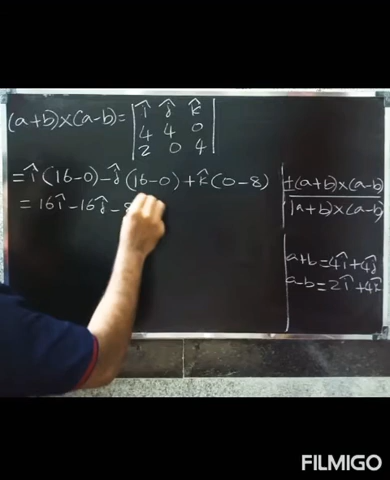 (a+b)×(a-b)= | î ĵ k̂ |
| 4 4 0 |
| 2 0 4 |
= î (16-0) - ĵ (16-0) + k̂ (0-8)
= 16î - 16ĵ - 8
±(a+b)×(a-b)
|(a+b)×(a-b)
a+b=4î+4ĵ
a-b=2î+4k̂
FILMIGO